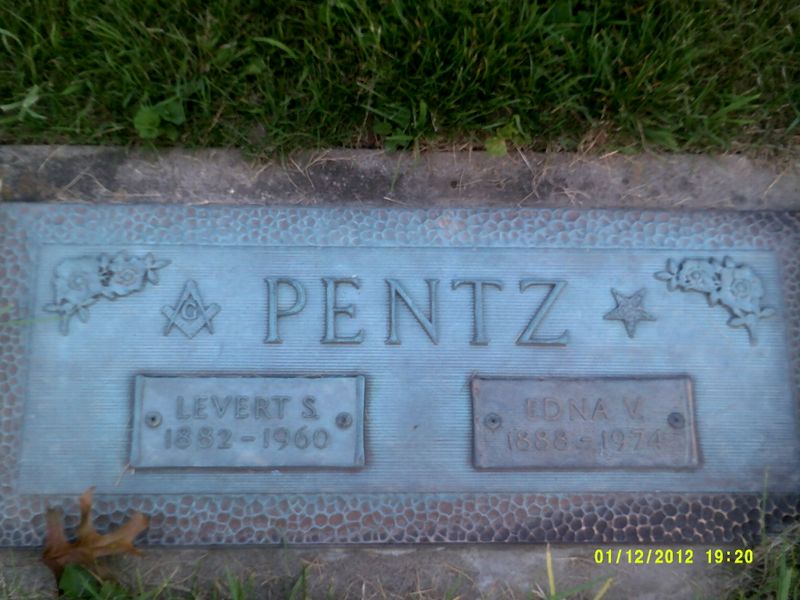 G
PENTZ
LEVERT S.
1882-1960
EDNA V.
1888-1974
01/12/2012 19:20